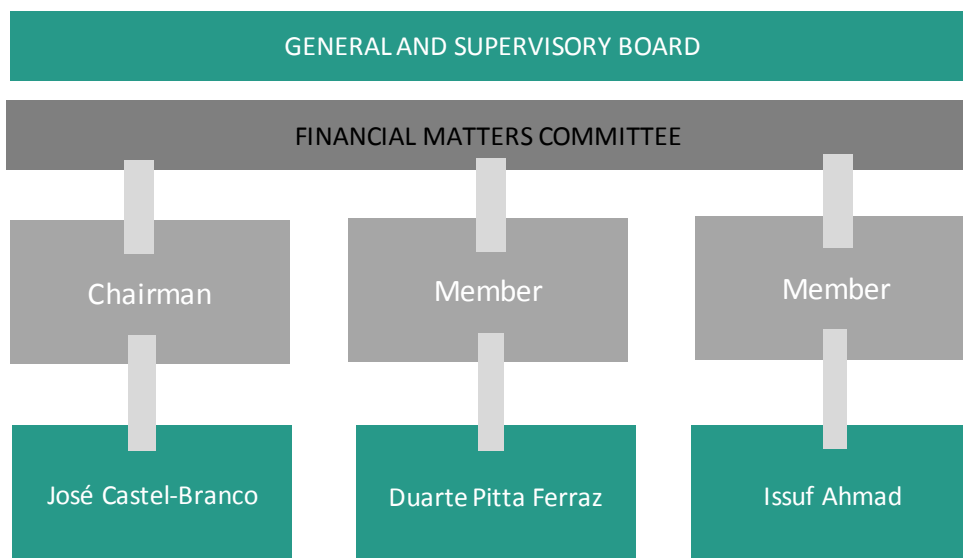 GENERAL AND SUPERVISORY BOARD
FINANCIAL MATTERS COMMITTEE
Chairman
Member
Member
José Castel-Branco
Duarte Pitta Ferraz
Issuf Ahmad